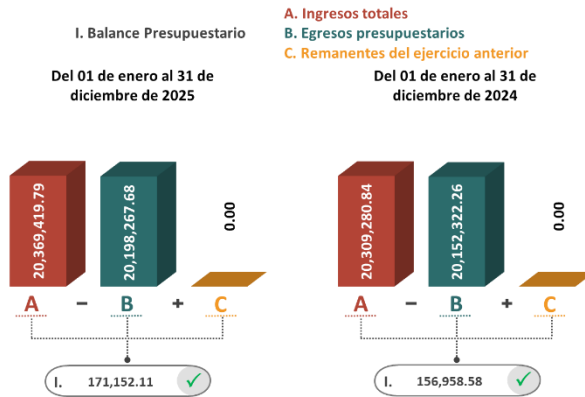 A. Ingresos totales
I. Balance Presupuestario
B. Egresos presupuestarios
C. Remanentes del ejercicio anterior
Del 01 de enero al 31 de
diciembre de 2025
20,369,419.79
20,198,267.68
0.00
A – B + C
I. 171,152.11 ✓
Del 01 de enero al 31 de
diciembre de 2024
20,309,280.84
20,152,322.26
0.00
A – B + C
I. 156,958.58 ✓